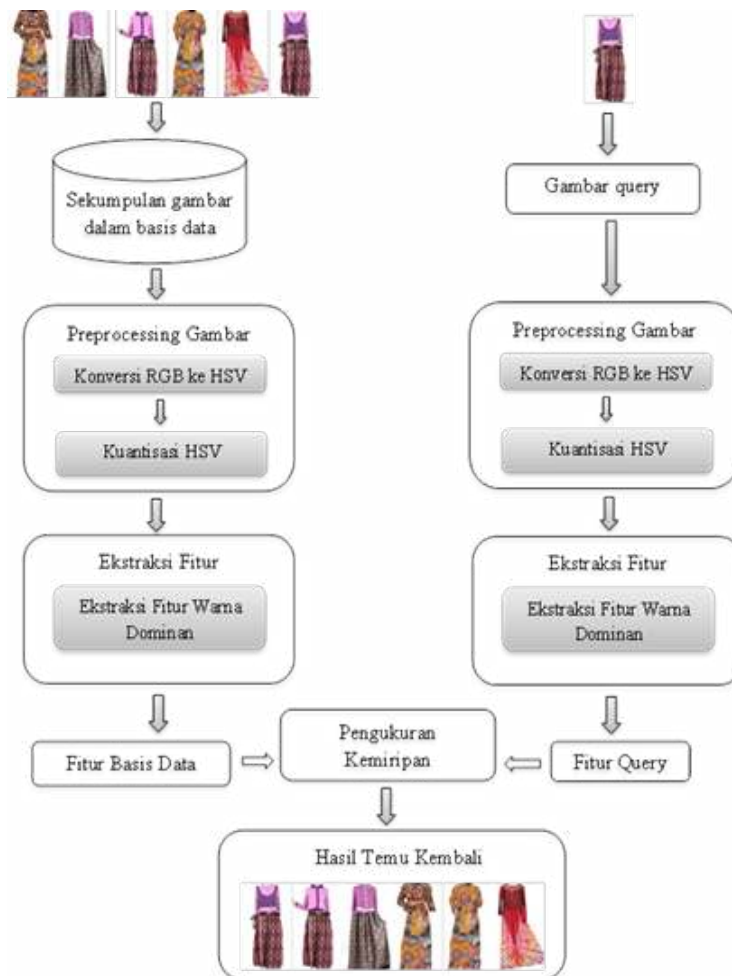 Sekumpulan gambar
dalam basis data
Preprocessing Gambar
Konversi RGB ke HSV
Kuantisasi HSV
Ekstraksi Fitur
Ekstraksi Fitur Warna
Dominan
Fitur Basis Data
Gambar query
Preprocessing Gambar
Konversi RGB ke HSV
Kuantisasi HSV
Ekstraksi Fitur
Ekstraksi Fitur Warna
Dominan
Fitur Query
Pengukuran
Kemiripan
Hasil Temu Kembali